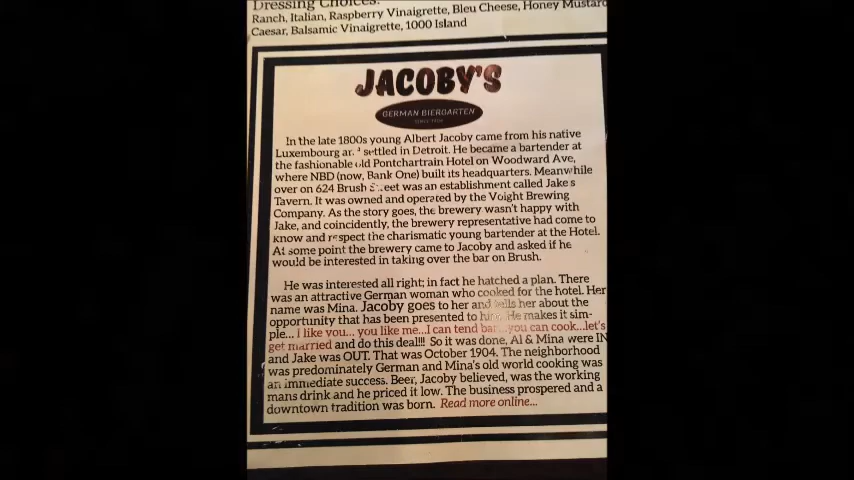 Dressing Choices:
Ranch, Italian, Raspberry Vinaigrette, Bleu Cheese, Honey Mustard
Caesar, Balsamic Vinaigrette, 1000 Island
JACOBY'S
GERMAN BIERGARTEN
SINCE 1904
In the late 1800s young Albert Jacoby came from his native
Luxembourg settled in Detroit. He became a bartender at
the fashionable old Pontchartrain Hotel on Woodward Ave,
where NBD (now, Bank One) built its headquarters. Meanwhile
over on 624 Brush Street was an establishment called Jake's
Tavern. It was owned and operated by the Voight Brewing
Company. As the story goes, the brewery wasn't happy with
Jake, and coincidently, the brewery representative had come to
know and respect the charismatic young bartender at the Hotel.
At some point the brewery came to Jacoby and asked if he
would be interested in taking over the bar on Brush.
He was interested all right; in fact he hatched a plan. There
was an attractive German woman who cooked for the hotel. Her
name was Mina. Jacoby goes to her and tells her about the
opportunity that has been presented to him. He makes it sim-
ple... I like you... you like me...I can tend bar...you can cook...let's
get married and do this deal!!! So it was done, Al & Mina were IN
and Jake was OUT. That was October 1904. The neighborhood
was predominately German and Mina's old world cooking was
an immediate success. Beer, Jacoby believed, was the working
mans drink and he priced it low. The business prospered and a
downtown tradition was born. Read more online...